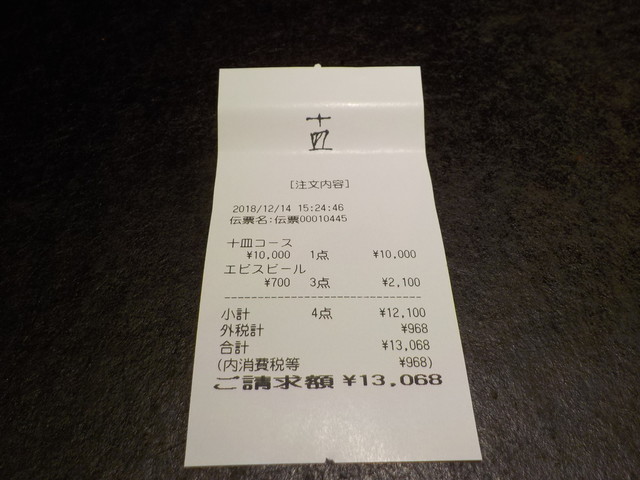 十
皿
[注文内容]
2018/12/14 15:24:46
伝票名:伝票00010445
十皿コース
¥10,000 1点 ¥10,000
エビスビール
¥700 3点 ¥2,100
小計 4点 ¥12,100
外税計 ¥968
合計 ¥13,068
(内消費税等 ¥968)
ご請求額 ¥13,068